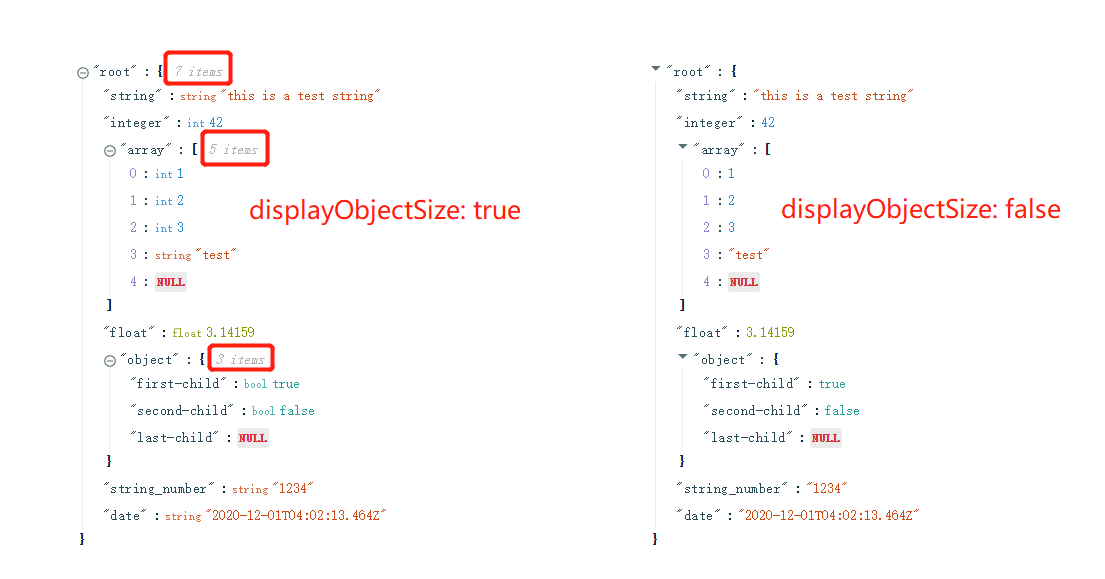 "root" : { 7 items
"string" : string "this is a test string"
"integer" : int 42
"array" : [ 5 items
0 : int 1
1 : int 2
2 : int 3
3 : string "test"
4 : NULL
]
"float" : float 3.14159
"object" : { 3 items
"first-child" : bool true
"second-child" : bool false
"last-child" : NULL
}
"string_number" : string "1234"
"date" : string "2020-12-01T04:02:13.464Z"
}
displayObjectSize: true
"root" : {
"string" : "this is a test string"
"integer" : 42
"array" : [
0 : 1
1 : 2
2 : 3
3 : "test"
4 : NULL
]
"float" : 3.14159
"object" : {
"first-child" : true
"second-child" : false
"last-child" : NULL
}
"string_number" : "1234"
"date" : "2020-12-01T04:02:13.464Z"
}
displayObjectSize: false